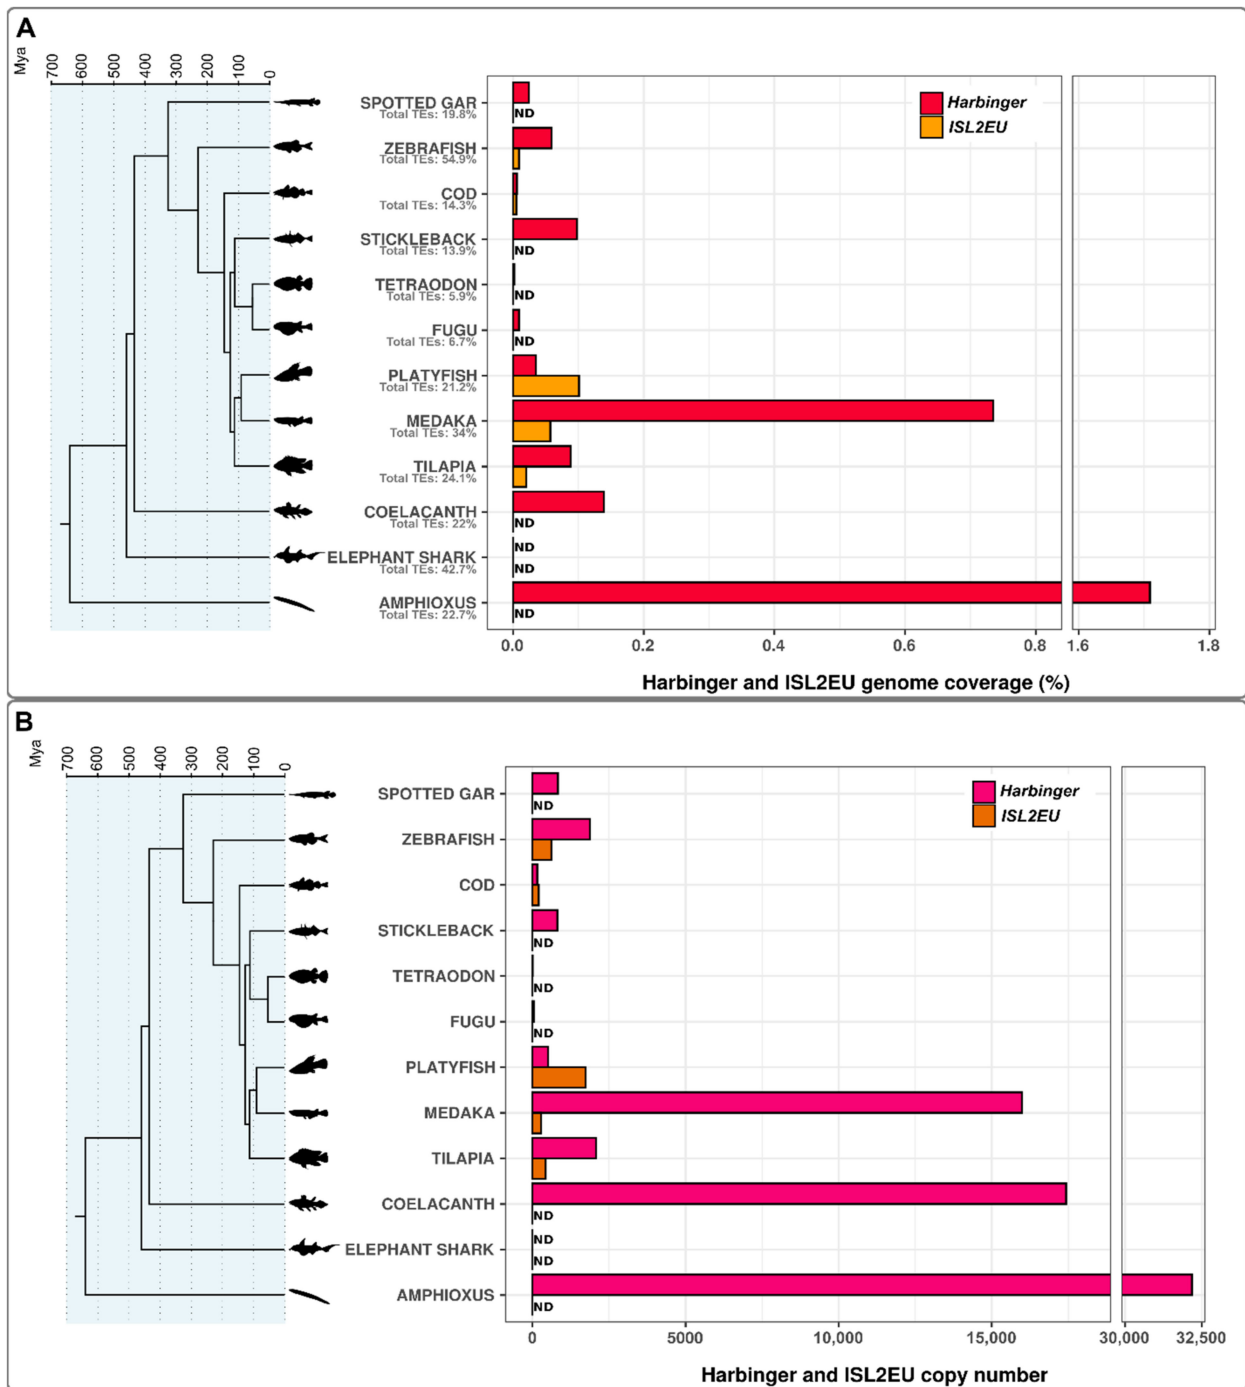 A
Mya
700
600
500
400
300
200
100
0
Harbinger
ISL2EU
SPOTTED GAR
Total TEs: 19.8%
ND
ZEBRAFISH
Total TEs: 54.9%
COD
Total TEs: 14.3%
STICKLEBACK
Total TEs: 13.9%
ND
TETRAODON
Total TEs: 5.9%
ND
FUGU
Total TEs: 6.7%
ND
PLATYFISH
Total TEs: 21.2%
MEDAKA
Total TEs: 34%
TILAPIA
Total TEs: 24.1%
COELACANTH
Total TEs: 22%
ND
ND
ELEPHANT SHARK
Total TEs: 42.7%
ND
AMPHIOXUS
Total TEs: 22.7%
ND
0.0 0.2 0.4 0.6 0.8 1.6 1.8
Harbinger and ISL2EU genome coverage (%)
B
Mya
700
600
500
400
300
200
100
0
Harbinger
ISL2EU
SPOTTED GAR
ND
ZEBRAFISH
COD
STICKLEBACK
ND
TETRAODON
ND
FUGU
ND
PLATYFISH
MEDAKA
TILAPIA
COELACANTH
ND
ND
ELEPHANT SHARK
ND
AMPHIOXUS
ND
0 5000 10,000 15,000 30,000 32,500
Harbinger and ISL2EU copy number